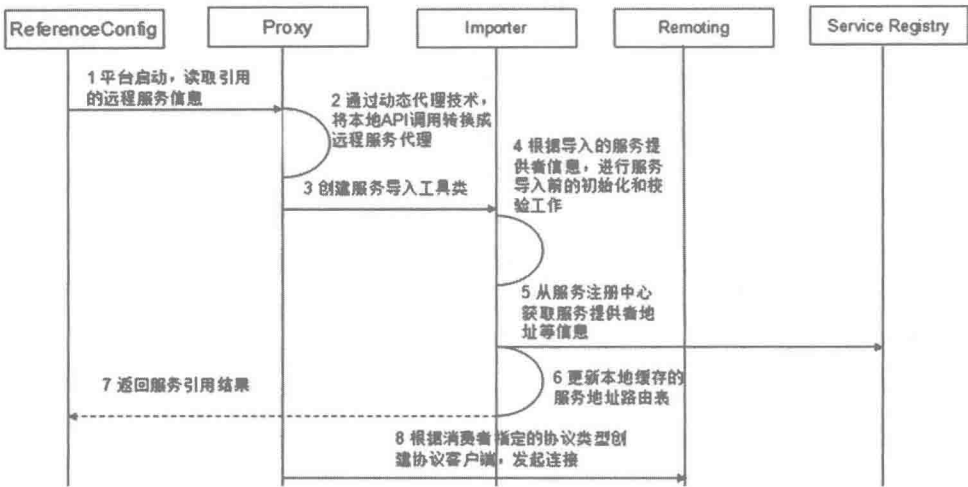 ReferenceConfig
Proxy
Importer
Remoting
Service Registry
1 平台启动，读取引用
的远程服务信息
2 通过动态代理技术，
将本地API调用转换成
远程服务代理
3 创建服务导入工具类
4 根据导入的服务提
供者信息，进行服务
导入前的初始化和校
验工作
5 从服务注册中心
获取服务提供者地
址等信息
6 更新本地缓存的
服务地址路由表
7 返回服务引用结果
8 根据消费者指定的协议类型创
建协议客户端，发起连接